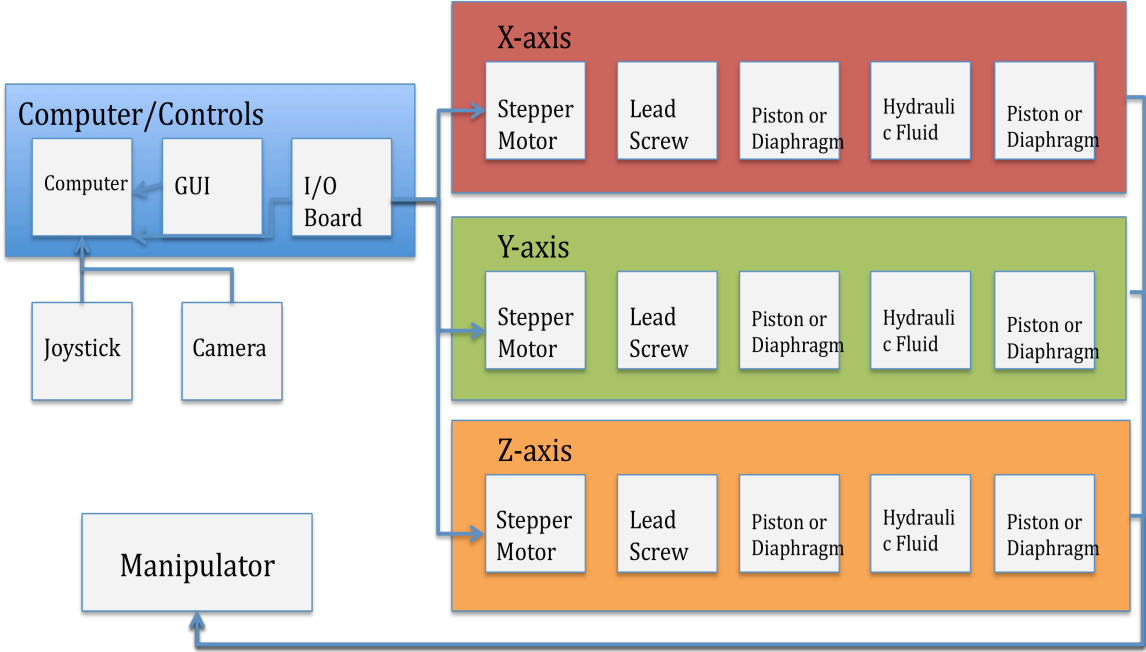 X-axis
Stepper
Motor
Lead
Screw
Piston or
Diaphragm
Hydrauli
c Fluid
Piston or
Diaphragm
Computer/Controls
Computer
GUI
I/O
Board
Joystick
Camera
Y-axis
Stepper
Motor
Lead
Screw
Piston or
Diaphragm
Hydrauli
c Fluid
Piston or
Diaphragm
Z-axis
Stepper
Motor
Lead
Screw
Piston or
Diaphragm
Hydrauli
c Fluid
Piston or
Diaphragm
Manipulator